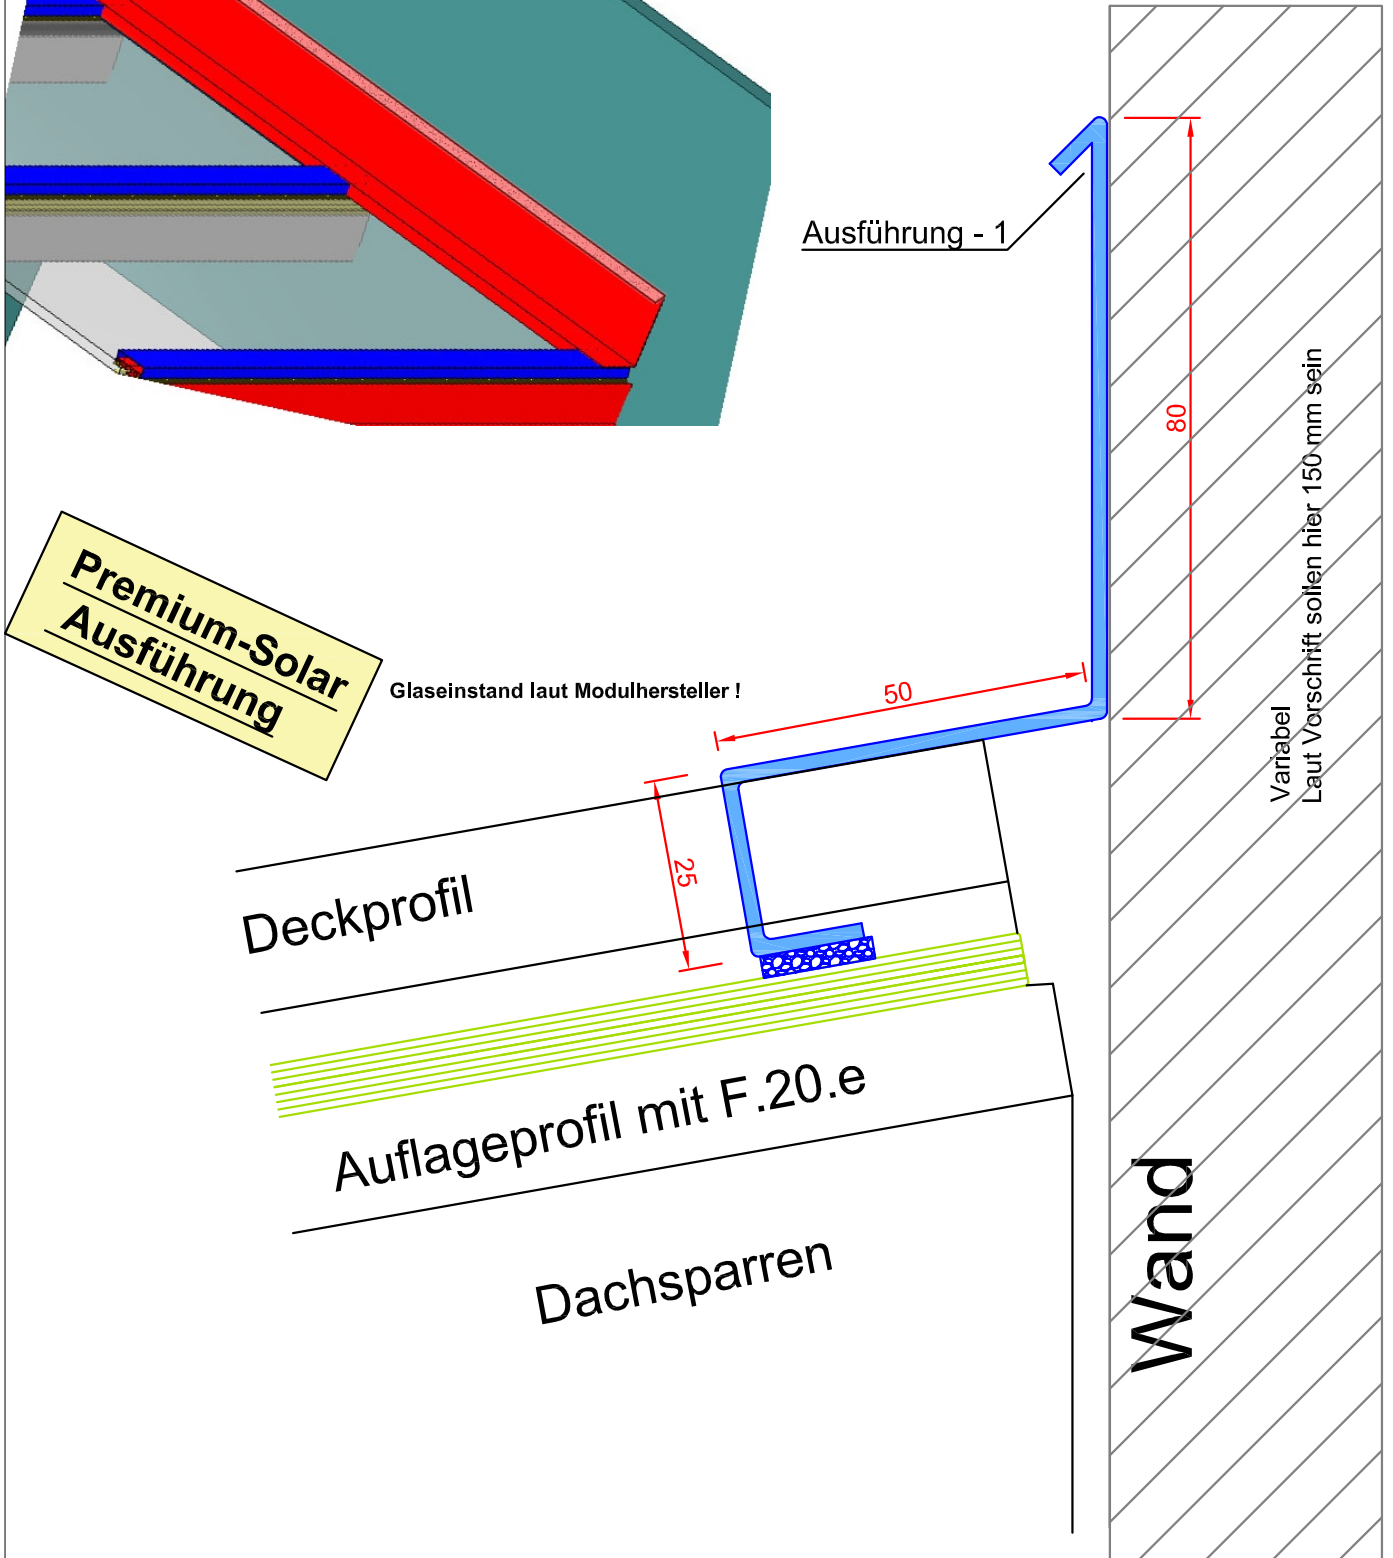 Ausführung - 1
80
Variabel
Laut Vorschrift sollen hier 150 mm sein
Premium-Solar
Ausführung
Glaseinstand laut Modulhersteller !
50
25
Deckprofil
Auflageprofil mit F.20.e
Dachsparren
Wand